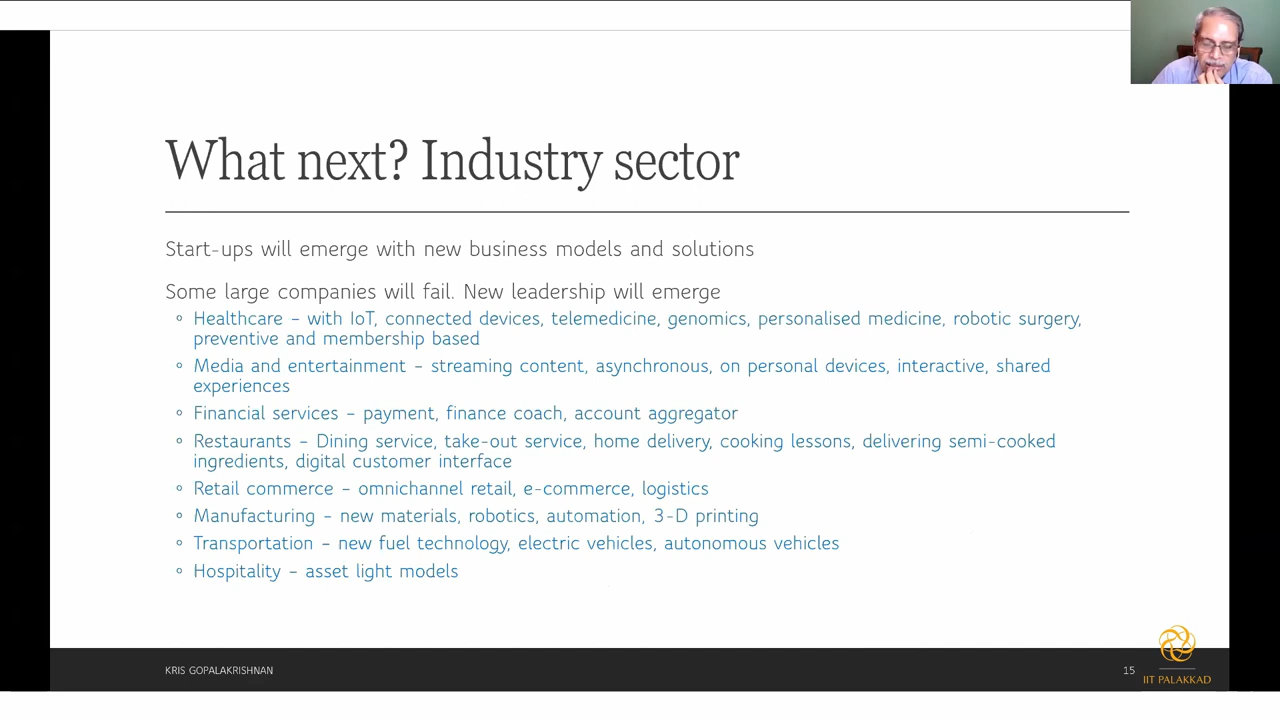 What next? Industry sector
Start-ups will emerge with new business models and solutions
Some large companies will fail. New leadership will emerge
◦ Healthcare – with IoT, connected devices, telemedicine, genomics, personalised medicine, robotic surgery,
preventive and membership based
◦ Media and entertainment – streaming content, asynchronous, on personal devices, interactive, shared
experiences
◦ Financial services – payment, finance coach, account aggregator
◦ Restaurants – Dining service, take-out service, home delivery, cooking lessons, delivering semi-cooked
ingredients, digital customer interface
◦ Retail commerce – omnichannel retail, e-commerce, logistics
◦ Manufacturing – new materials, robotics, automation, 3-D printing
◦ Transportation – new fuel technology, electric vehicles, autonomous vehicles
◦ Hospitality – asset light models
KRIS GOPALAKRISHNAN
15
IIT PALAKKAD